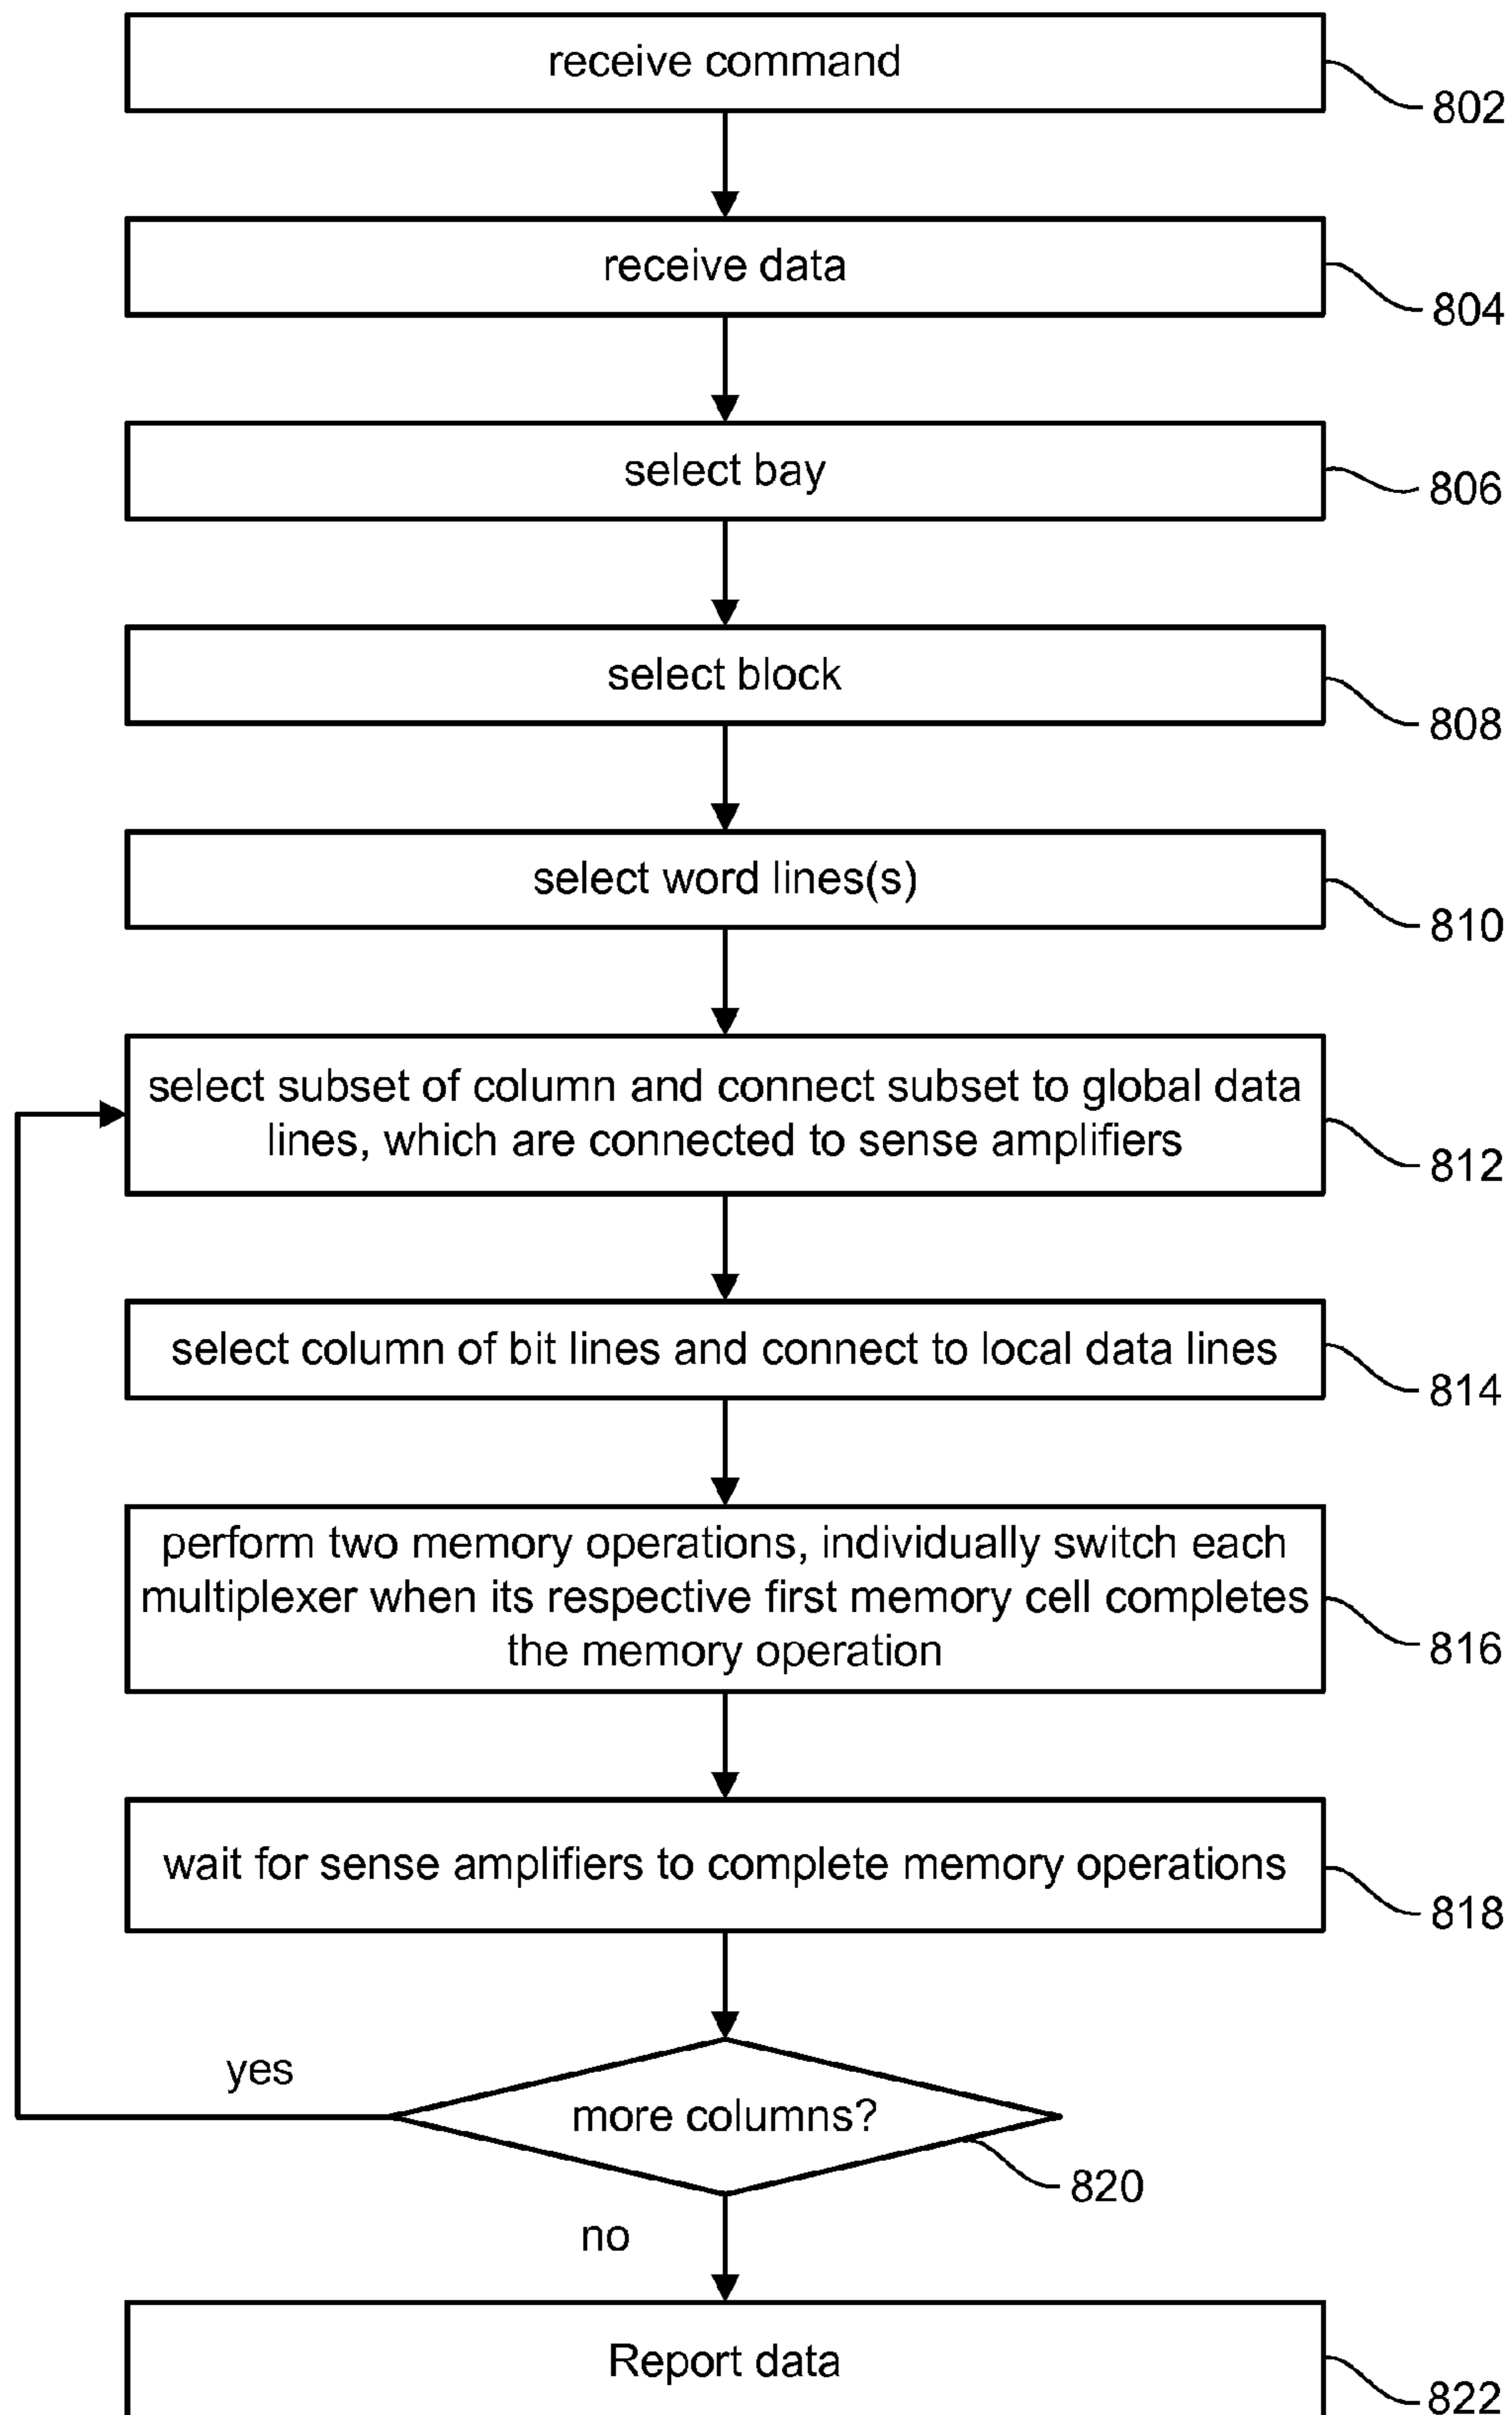 receive command
802
receive data
804
select bay
806
select block
808
select word lines(s)
810
select subset of column and connect subset to global data
lines, which are connected to sense amplifiers
812
select column of bit lines and connect to local data lines
814
perform two memory operations, individually switch each
multiplexer when its respective first memory cell completes
the memory operation
816
wait for sense amplifiers to complete memory operations
818
yes
more columns?
820
no
Report data
822